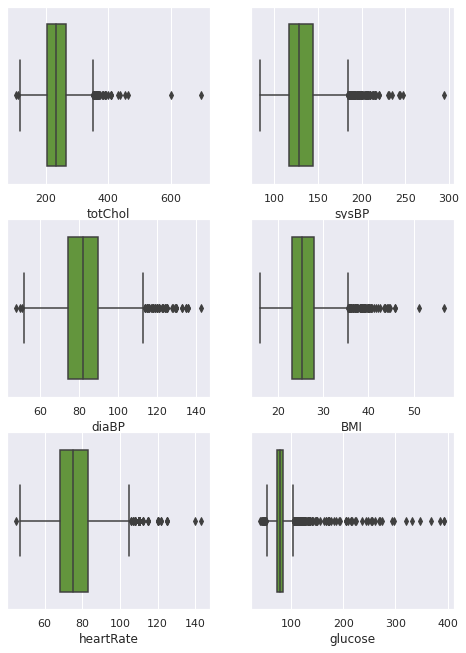 200 400 600
totChol
100 150 200 250 300
sysBP
60 80 100 120 140
diaBP
20 30 40 50
BMI
60 80 100 120 140
heartRate
100 200 300 400
glucose